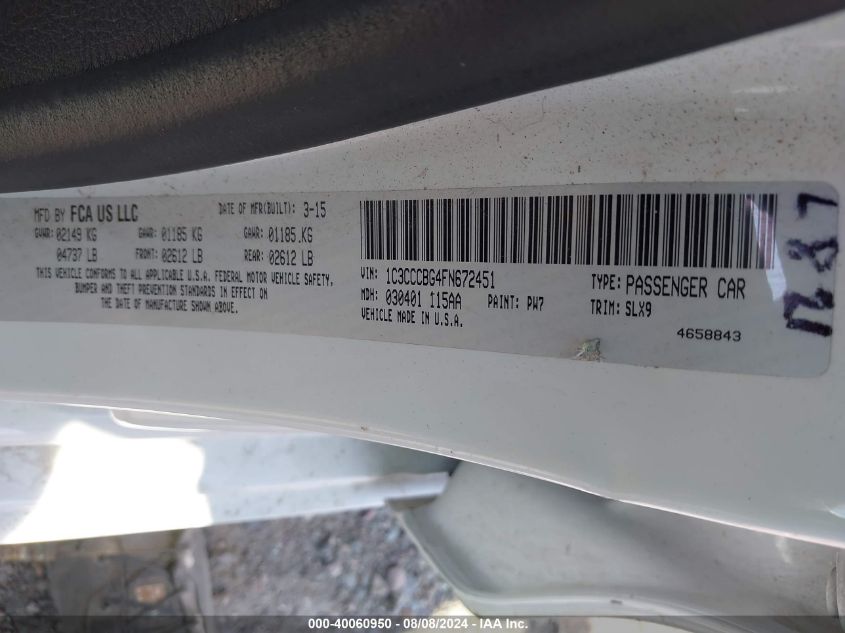 MFD BY FCA US LLC DATE OF MFR(BUILT): 3-15
GVWR: 02149 KG GAWR: 01185 KG GAWR: 01185.KG
04737 LB FRONT: 02612 LB REAR: 02612 LB
THIS VEHICLE CONFORMS TO ALL APPLICABLE U.S.A. FEDERAL MOTOR VEHICLE SAFETY,
BUMPER AND THEFT PREVENTION STANDARDS IN EFFECT ON
THE DATE OF MANUFACTURE SHOWN ABOVE.
VIN: 1C3CCCBG4FN672451 TYPE: PASSENGER CAR
MDH: 030401 115AA PAINT: PW7 TRIM: SLX9
VEHICLE MADE IN U.S.A.
4658843
000-40060950 - 08/08/2024 - IAA Inc.